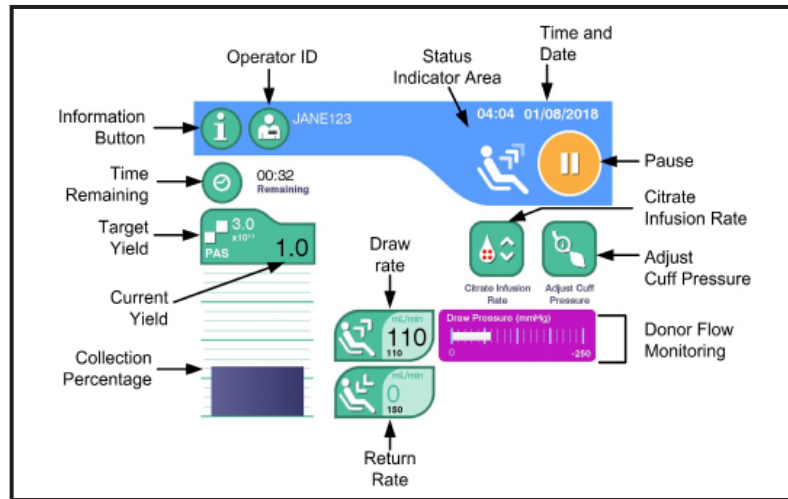 Operator ID
Status
Indicator Area
Time and
Date
Information
Button
JANE123
04:04 01/08/2018
Time
Remaining
00:32
Remaining
Pause
Target
Yield
3.0
x10¹¹
PAS
1.0
Citrate
Infusion Rate
Draw
rate
Citrate Infusion
Rate
Adjust Cuff
Pressure
Adjust
Cuff Pressure
Current
Yield
mL/min
110
110
Draw Pressure (mmHg)
0
-250
Donor Flow
Monitoring
Collection
Percentage
mL/min
0
150
Return
Rate